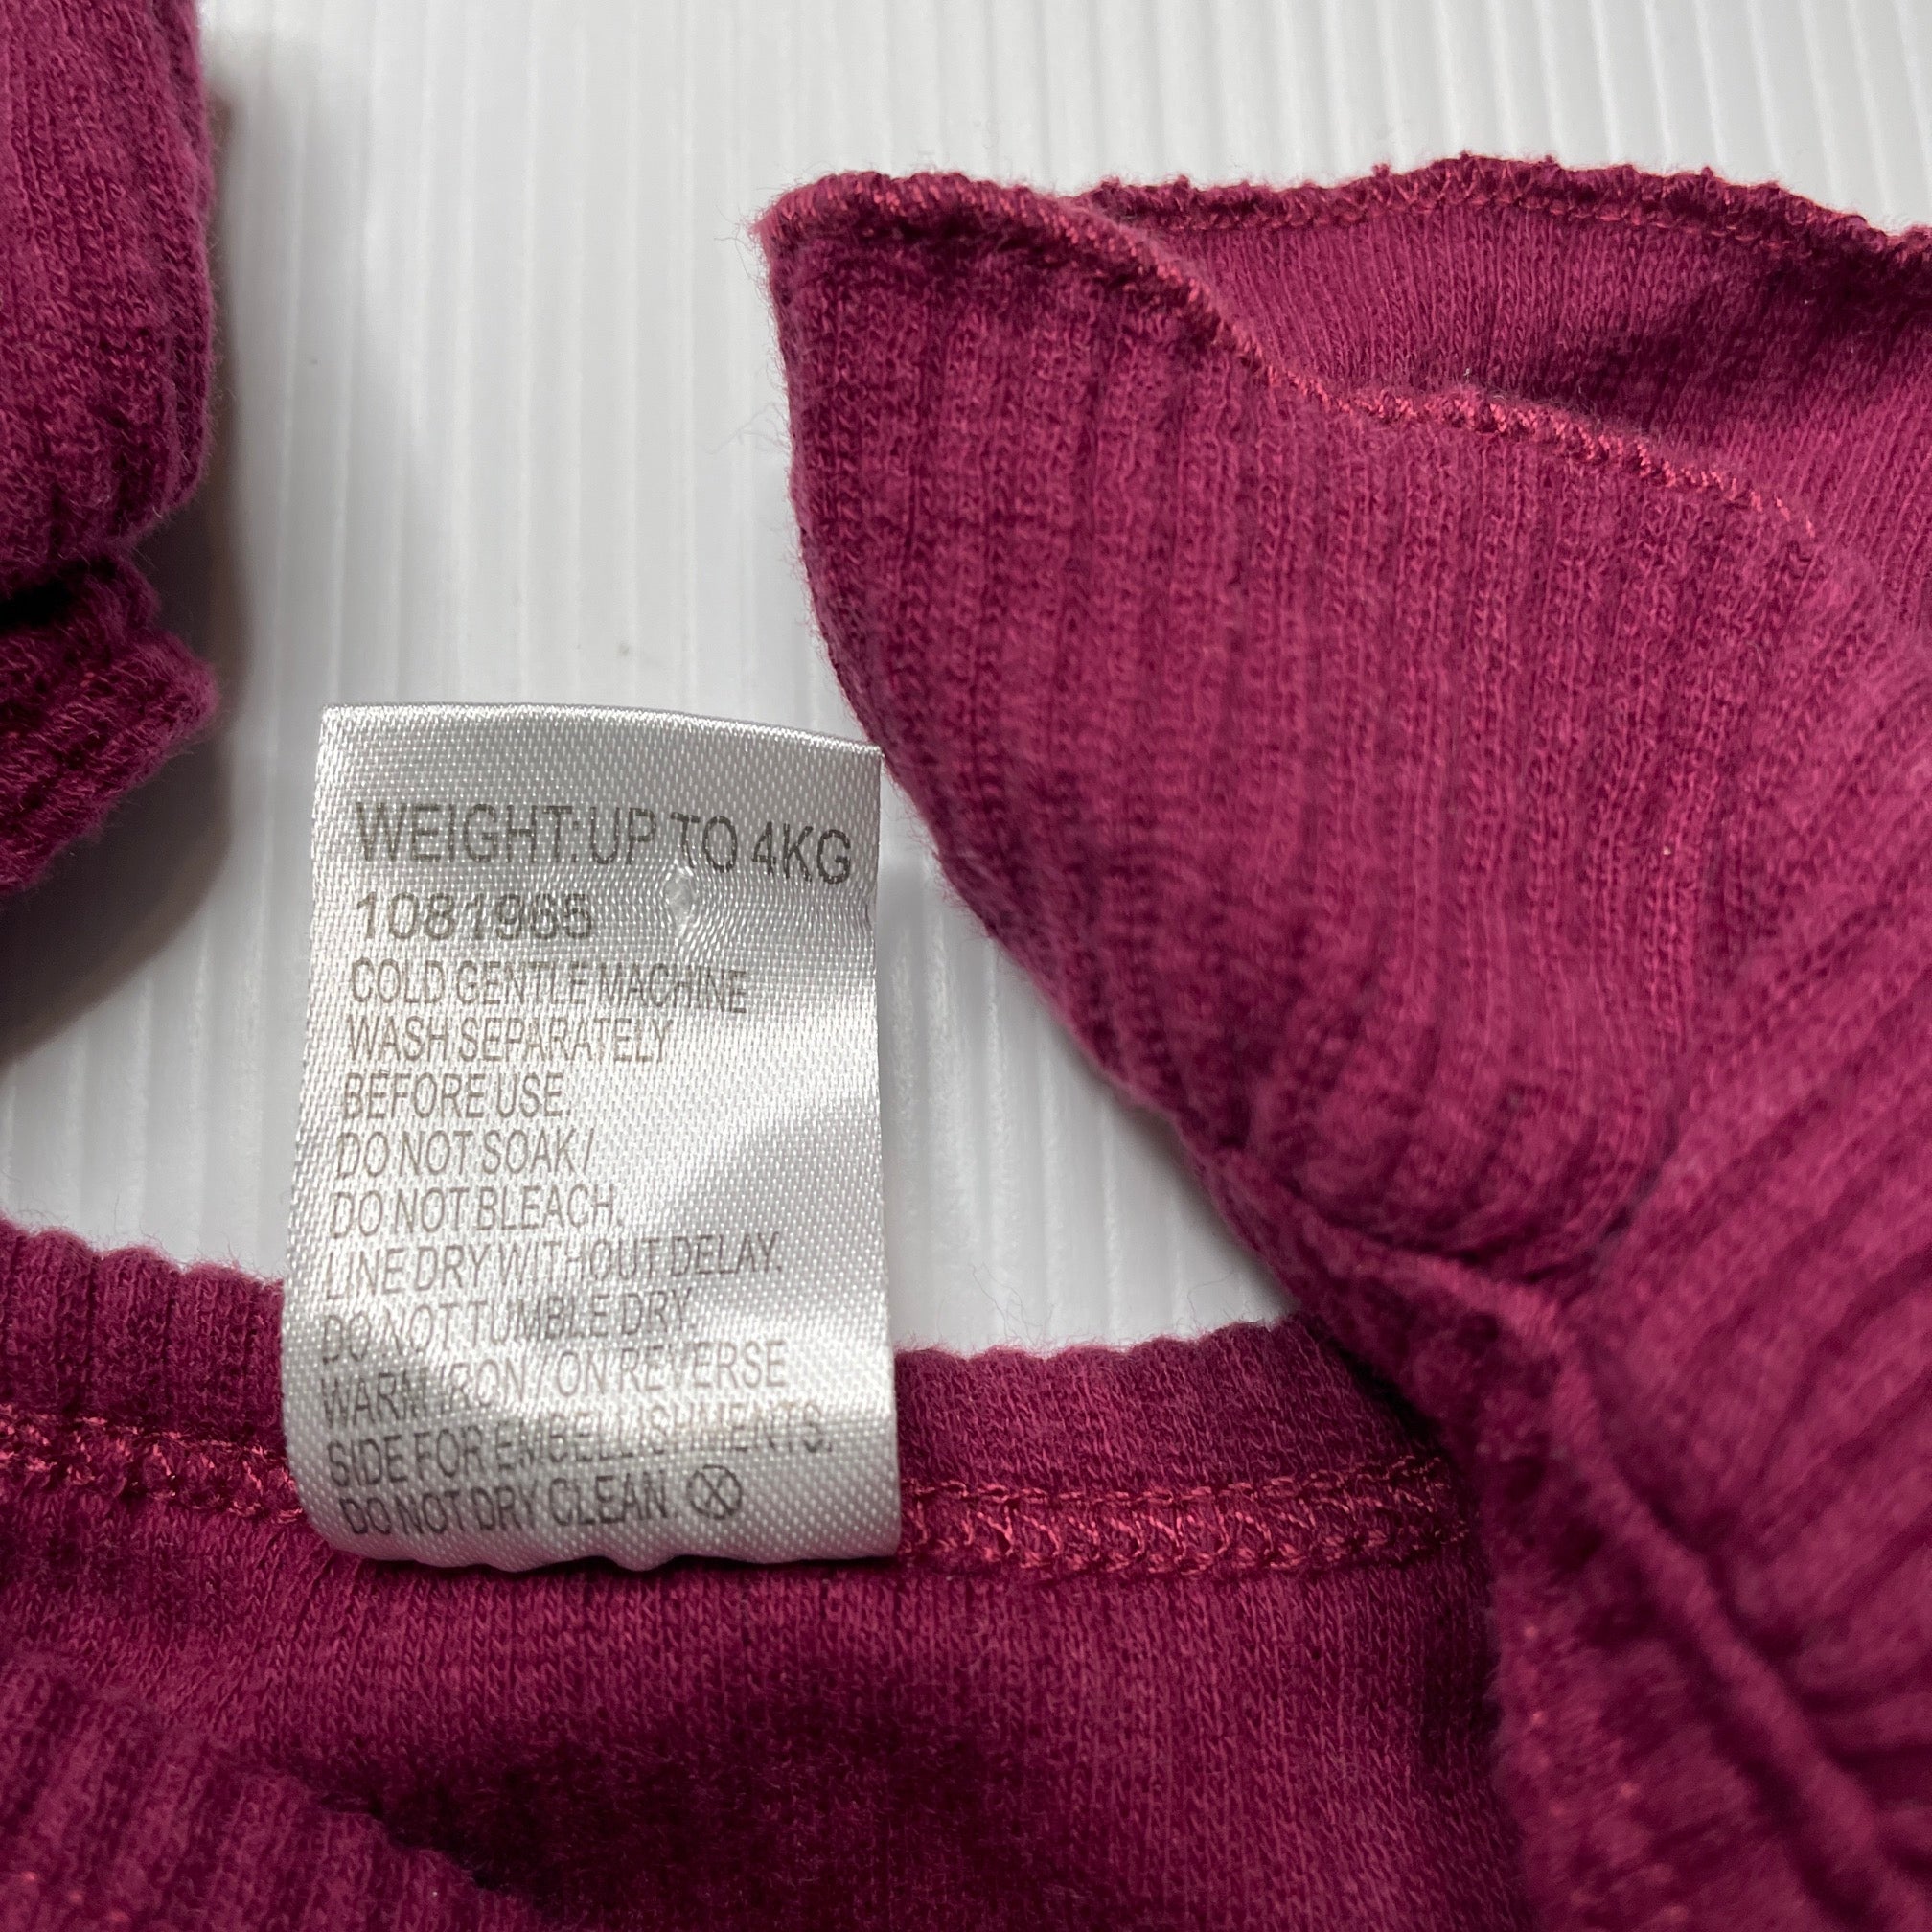 WEIGHT:UP TO 4KG
1081965
COLD GENTLE MACHINE
WASH SEPARATELY
BEFORE USE.
DO NOT SOAK/
DO NOT BLEACH.
LINE DRY WITHOUT DELAY.
DO NOT TUMBLE DRY.
WARM IRON/ ON REVERSE
SIDE FOR EMBELLISHMENTS.
DO NOT DRY CLEAN.